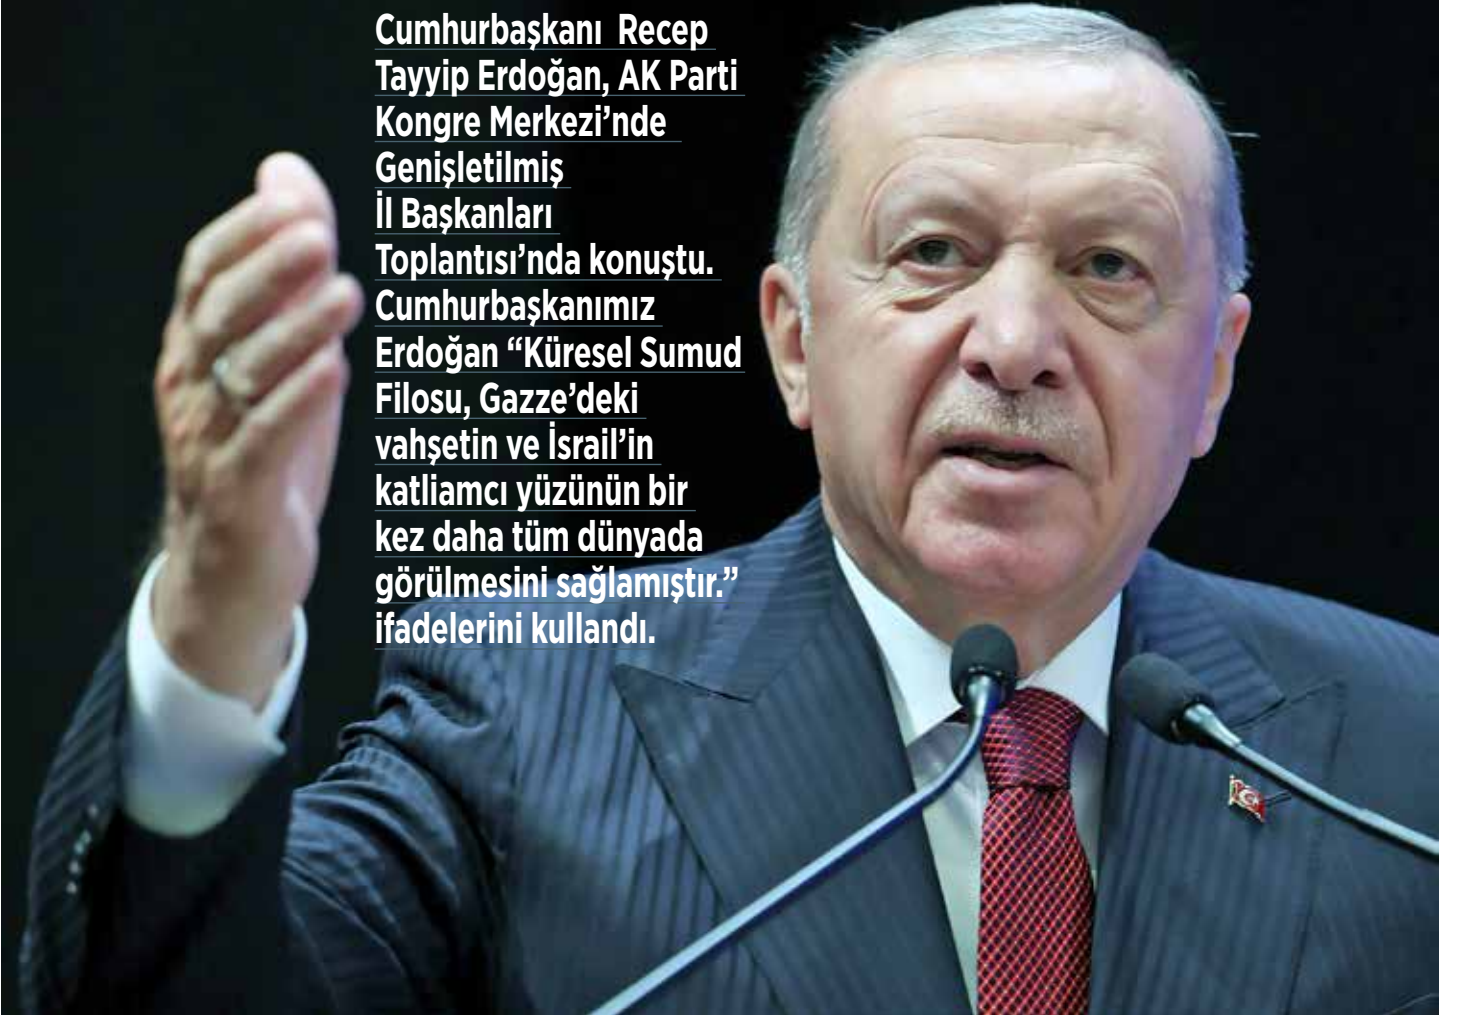 Cumhurbaşkanı Recep
Tayyip Erdoğan, AK Parti
Kongre Merkezi’nde
Genişletilmiş
İl Başkanları
Toplantısı’nda konuştu.
Cumhurbaşkanımız
Erdoğan “Küresel Sumud
Filosu, Gazze’deki
vahşetin ve İsrail’in
katliamcı yüzünün bir
kez daha tüm dünyada
görülmesini sağlamıştır.”
ifadelerini kullandı.